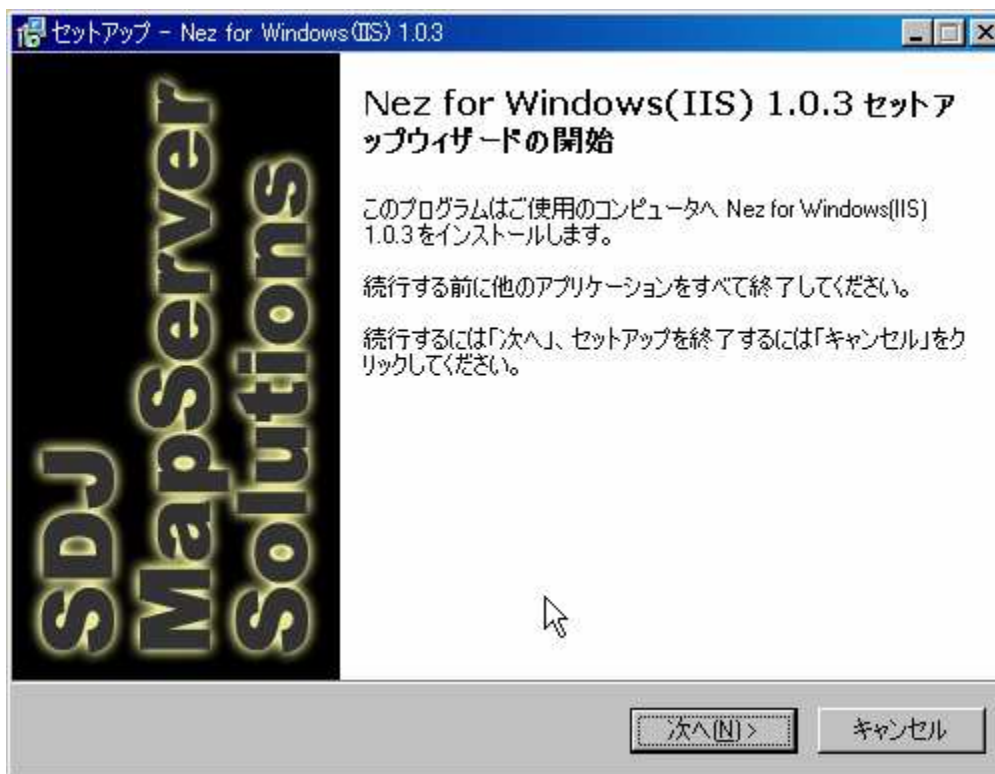 セットアップ - Nez for Windows(IIS) 1.0.3
SDJ
MapServer
Solutions
Nez for Windows(IIS) 1.0.3 セットア
ップウィザードの開始
このプログラムはご使用のコンピュータへ Nez for Windows(IIS)
1.0.3 をインストールします。
続行する前に他のアプリケーションをすべて終了してください。
続行するには「次へ」、セットアップを終了するには「キャンセル」をク
リックしてください。
次へ(N) >
キャンセル